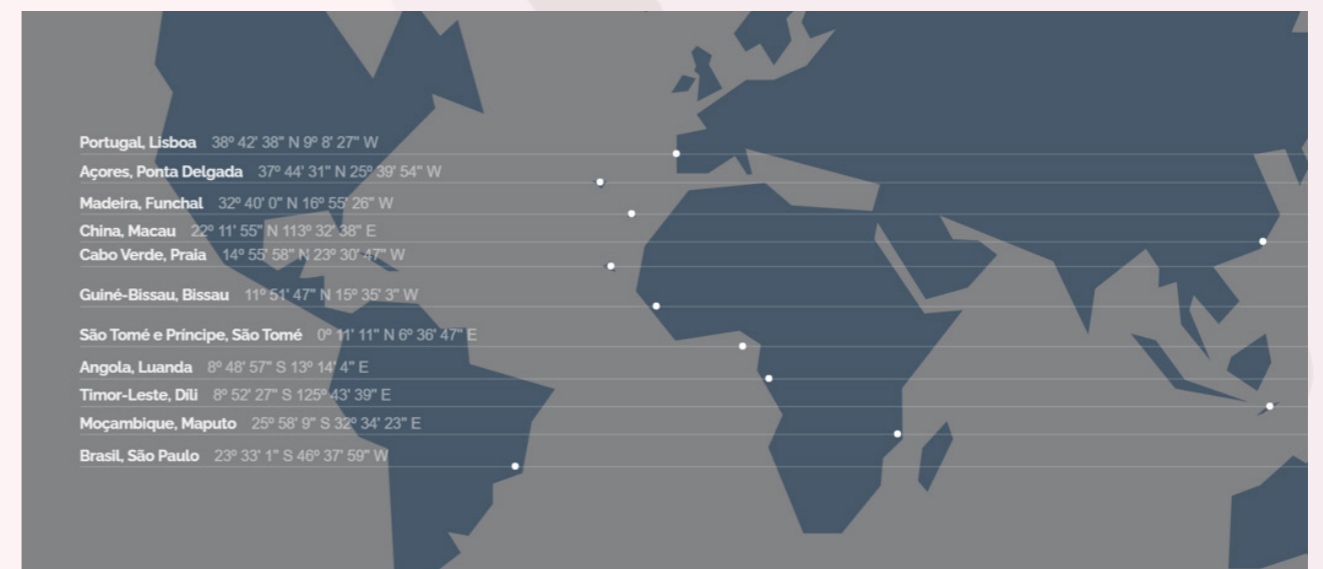 Portugal, Lisboa 38º 42' 38" N 9º 8' 27" W
Açores, Ponta Delgada 37º 44' 31" N 25º 39' 54" W
Madeira, Funchal 32º 40' 0" N 16º 55' 26" W
China, Macau 22º 11' 55" N 113º 32' 38" E
Cabo Verde, Praia 14º 55' 58" N 23º 30' 47" W
Guiné-Bissau, Bissau 11º 51' 47" N 15º 35' 3" W
São Tomé e Príncipe, São Tomé 0º 11' 11" N 6º 36' 47" E
Angola, Luanda 8º 48' 57" S 13º 14' 4" E
Timor-Leste, Díli 8º 52' 27" S 125º 43' 39" E
Moçambique, Maputo 25º 58' 9" S 32º 34' 23" E
Brasil, São Paulo 23º 33' 1" S 46º 37' 59" W